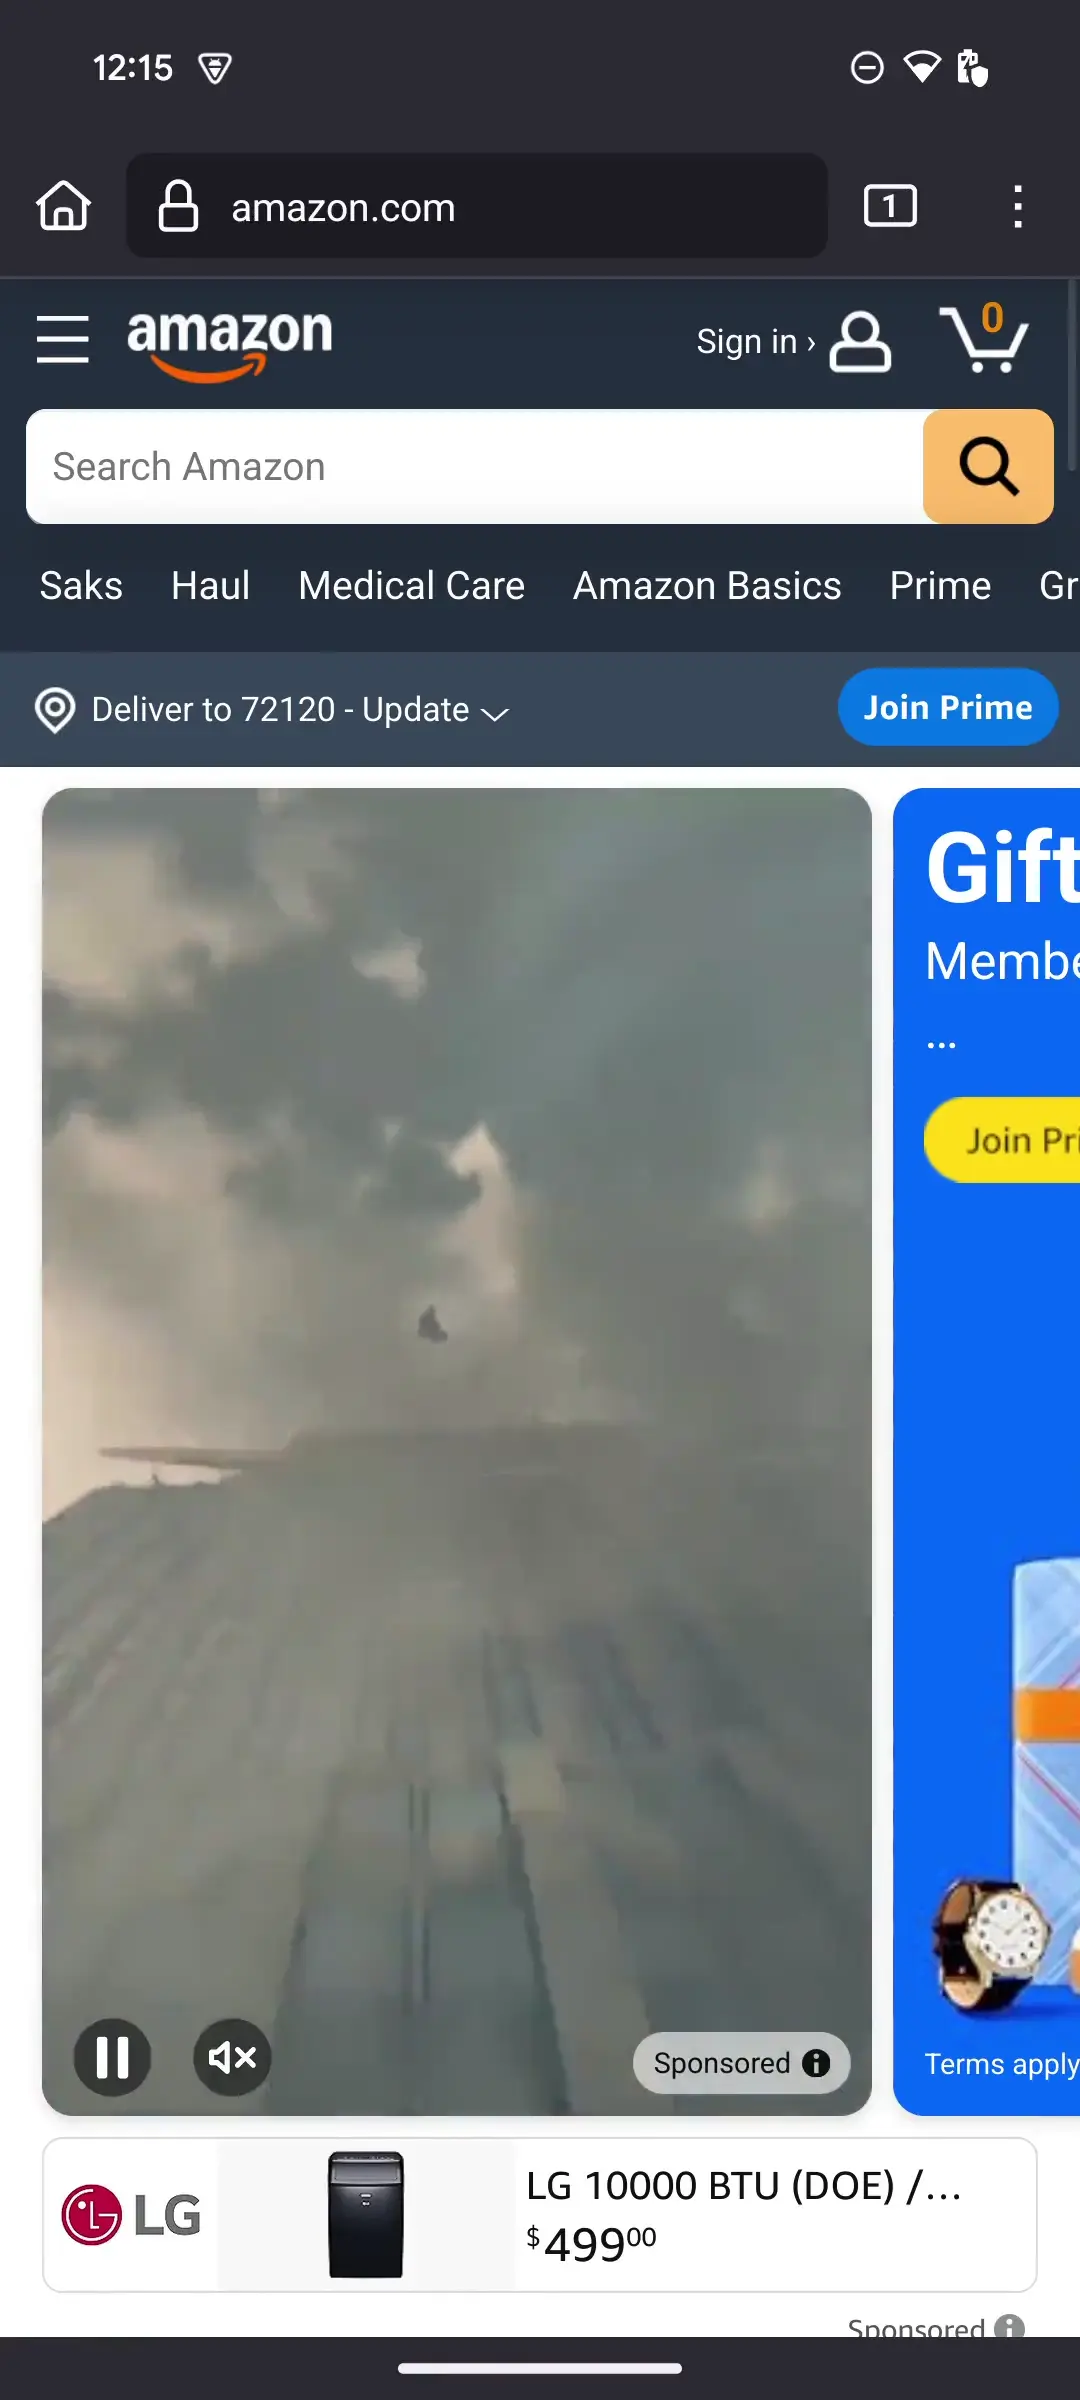 12:15
amazon.com
1
amazon
Sign in ›
0
Search Amazon
Saks Haul Medical Care Amazon Basics Prime Gr
Deliver to 72120 - Update
Join Prime
Gift
Membe
...
Join Pri
Terms apply
Sponsored
LG
LG 10000 BTU (DOE) /...
$499 00
Sponsored